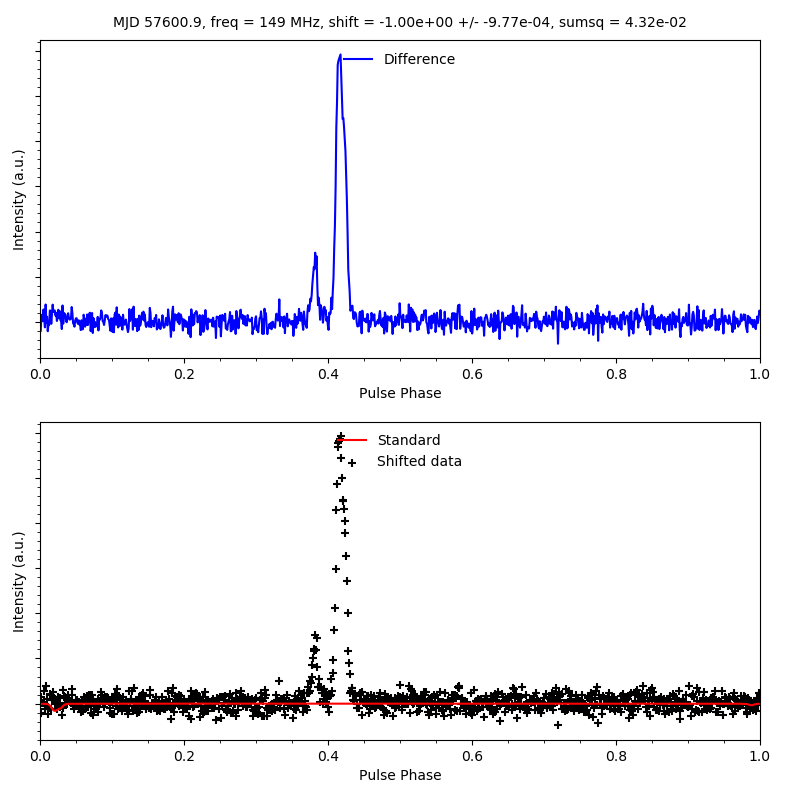 MJD 57600.9, freq = 149 MHz, shift = -1.00e+00 +/- -9.77e-04, sumsq = 4.32e-02
Difference
Intensity (a.u.)
0.0 0.2 0.4 0.6 0.8 1.0
Pulse Phase
Standard
Shifted data
Intensity (a.u.)
0.0 0.2 0.4 0.6 0.8 1.0
Pulse Phase